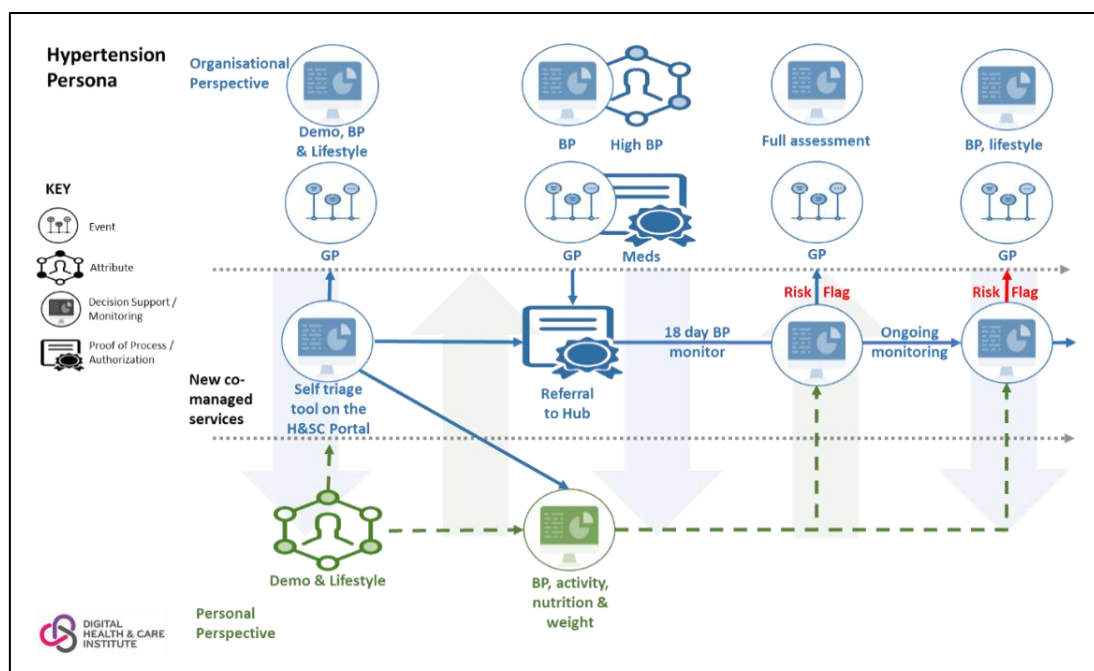 Hypertension
Persona
Organisational
Perspective
Demo, BP
& Lifestyle
BP
High BP
Full assessment
BP, lifestyle
KEY
Event
Attribute
Decision Support /
Monitoring
Proof of Process /
Authorization
GP
GP
Meds
GP
GP
Risk Flag
Risk Flag
18 day BP
monitor
Ongoing
monitoring
New co-
managed
services
Self triage
tool on the
H&SC Portal
Referral
to Hub
Demo & Lifestyle
BP, activity,
nutrition &
weight
Personal
Perspective
DIGITAL
HEALTH & CARE
INSTITUTE